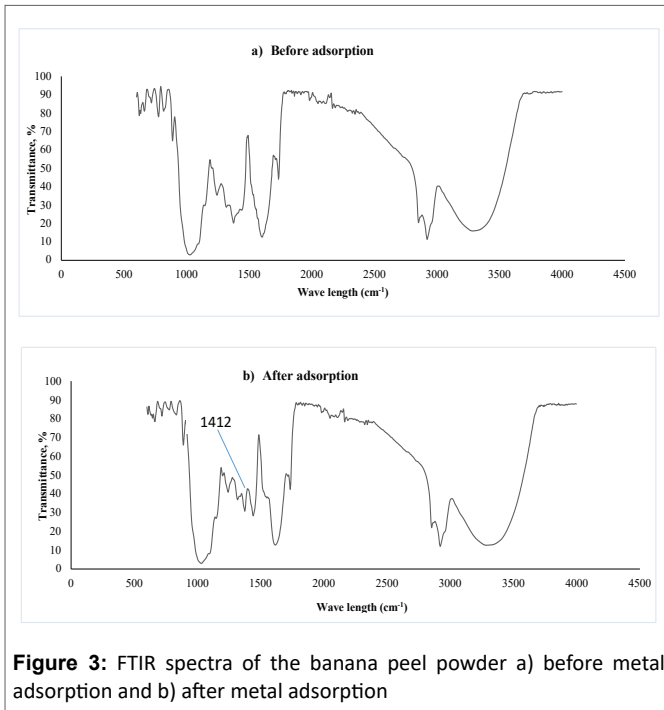 a) Before adsorption
100
90
80
70
60
50
40
30
20
10
0
Transmittance, %
0 500 1000 1500 2000 2500 3000 3500 4000 4500
Wave length (cm-1)
b) After adsorption
100
90
80
70
60
50
40
30
20
10
0
Transmittance, %
1412
0 500 1000 1500 2000 2500 3000 3500 4000 4500
Wave length (cm-1)
Figure 3: FTIR spectra of the banana peel powder a) before metal
adsorption and b) after metal adsorption